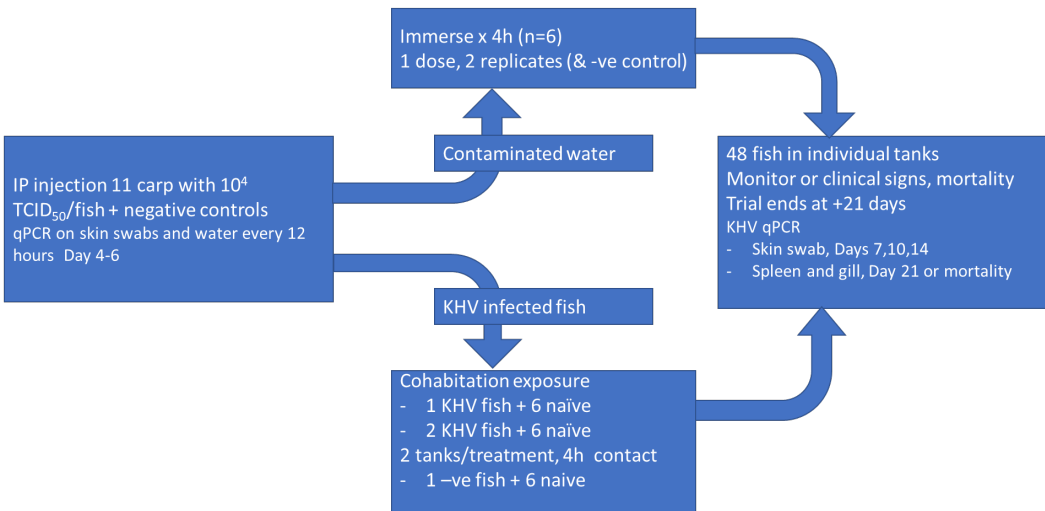 Immerse x 4h (n=6)
1 dose, 2 replicates (& -ve control)
Contaminated water
IP injection 11 carp with 10⁴
TCID₅₀/fish + negative controls
qPCR on skin swabs and water every 12
hours  Day 4-6
KHV infected fish
Cohabitation exposure
- 1 KHV fish + 6 naïve
- 2 KHV fish + 6 naïve
2 tanks/treatment, 4h  contact
- 1 –ve fish + 6 naive
48 fish in individual tanks
Monitor or clinical signs, mortality
Trial ends at +21 days
KHV qPCR
- Skin swab, Days 7,10,14
- Spleen and gill, Day 21 or mortality